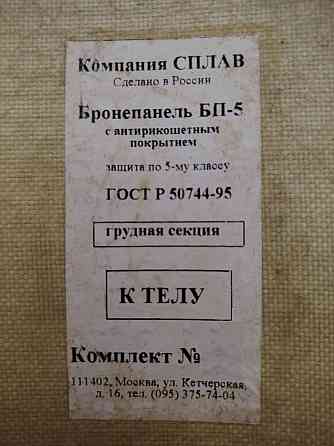 Компания СПЛАВ
Сделано в России
Бронепанель БП-5
с антирикошетным
покрытием
защита по 5-му классу
ГОСТ Р 50744-95
грудная секция
К ТЕЛУ
Комплект №
111402, Москва, ул. Кетчерская,
д. 16, тел. (095) 375-74-04